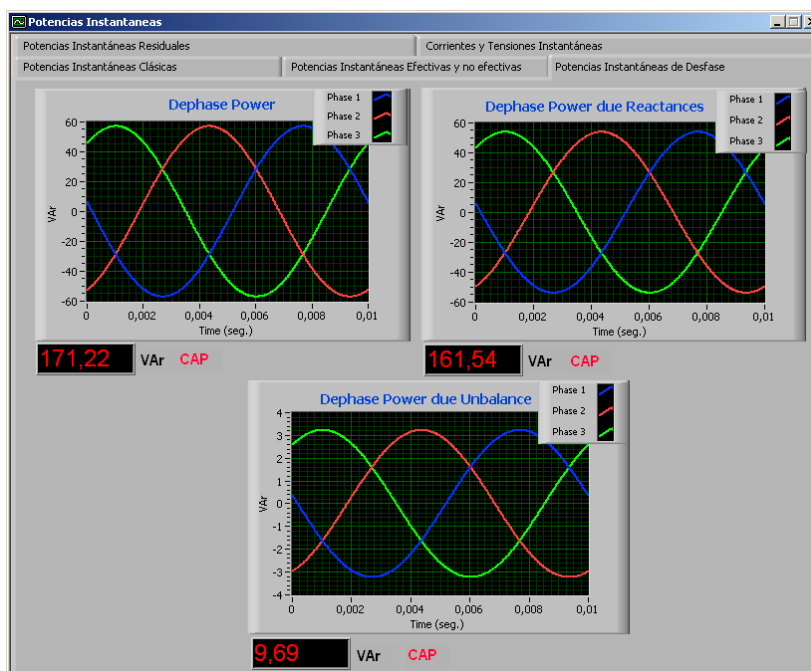 Potencias Instantaneas
Potencias Instantáneas Residuales
Corrientes y Tensiones Instantáneas
Potencias Instantáneas Clásicas
Potencias Instantáneas Efectivas y no efectivas
Potencias Instantáneas de Desfase
Dephase Power
Phase 1
Phase 2
Phase 3
60
40
20
0
-20
-40
-60
VAr
0
0,002
0,004
0,006
0,008
0,01
Time (seg.)
171,22 VAr CAP
Dephase Power due Reactances
Phase 1
Phase 2
Phase 3
60
40
20
0
-20
-40
-60
VAr
0
0,002
0,004
0,006
0,008
0,01
Time (seg.)
161,54 VAr CAP
Dephase Power due Unbalance
Phase 1
Phase 2
Phase 3
4
3
2
1
0
-1
-2
-3
-4
VAr
0
0,002
0,004
0,006
0,008
0,01
Time (seg.)
9,69 VAr CAP